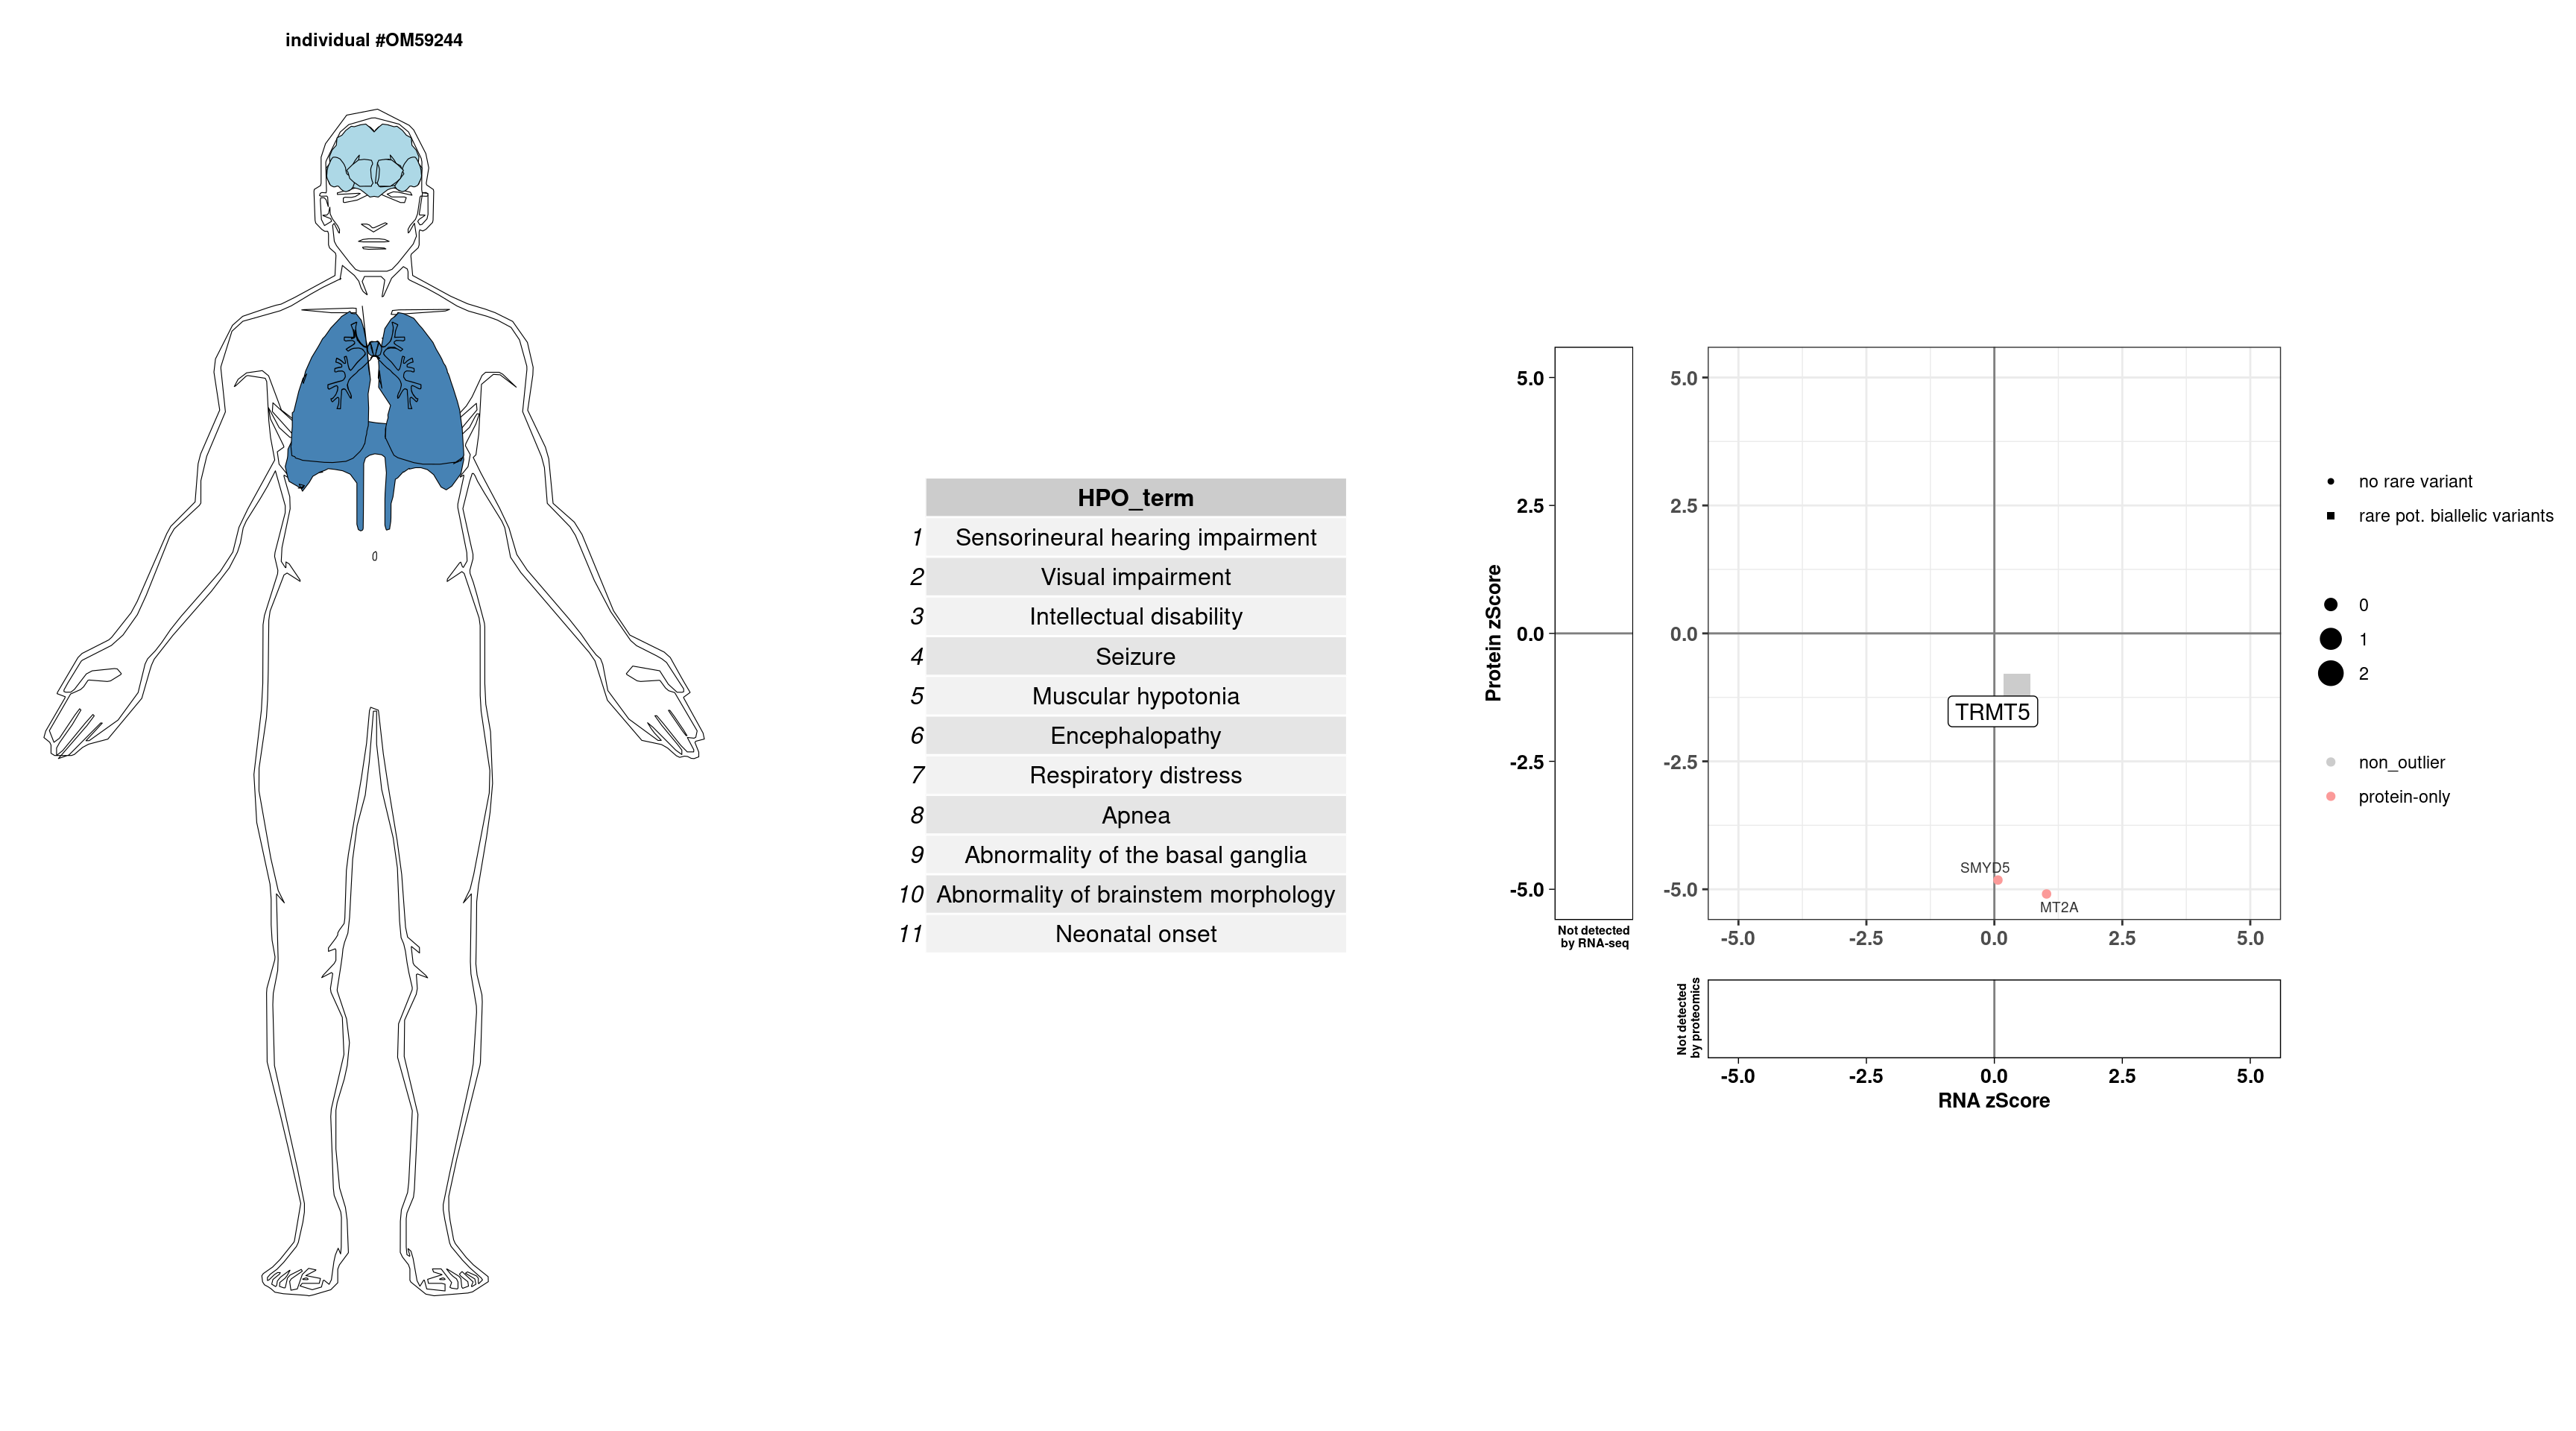 individual #OM59244
HPO_term
1 Sensorineural hearing impairment
2 Visual impairment
3 Intellectual disability
4 Seizure
5 Muscular hypotonia
6 Encephalopathy
7 Respiratory distress
8 Apnea
9 Abnormality of the basal ganglia
10 Abnormality of brainstem morphology
11 Neonatal onset
Protein zScore
5.0
2.5
0.0
-2.5
-5.0
Not detected
by RNA-seq
5.0
2.5
0.0
-2.5
-5.0
TRMT5
SMYD5
MT2A
-5.0 -2.5 0.0 2.5 5.0
Not detected
by proteomics
-5.0 -2.5 0.0 2.5 5.0
RNA zScore
no rare variant
rare pot. biallelic variants
0
1
2
non_outlier
protein-only